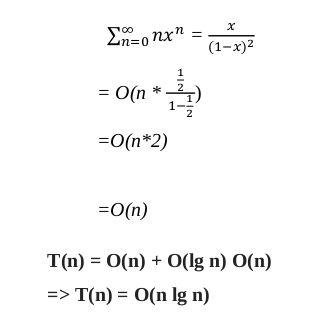 ∑_{n=0}^{∞} nxⁿ = x/(1−x)²
= O(n * (1/2)/(1−1/2))
=O(n*2)
=O(n)
T(n) = O(n) + O(lg n) O(n)
=> T(n) = O(n lg n)